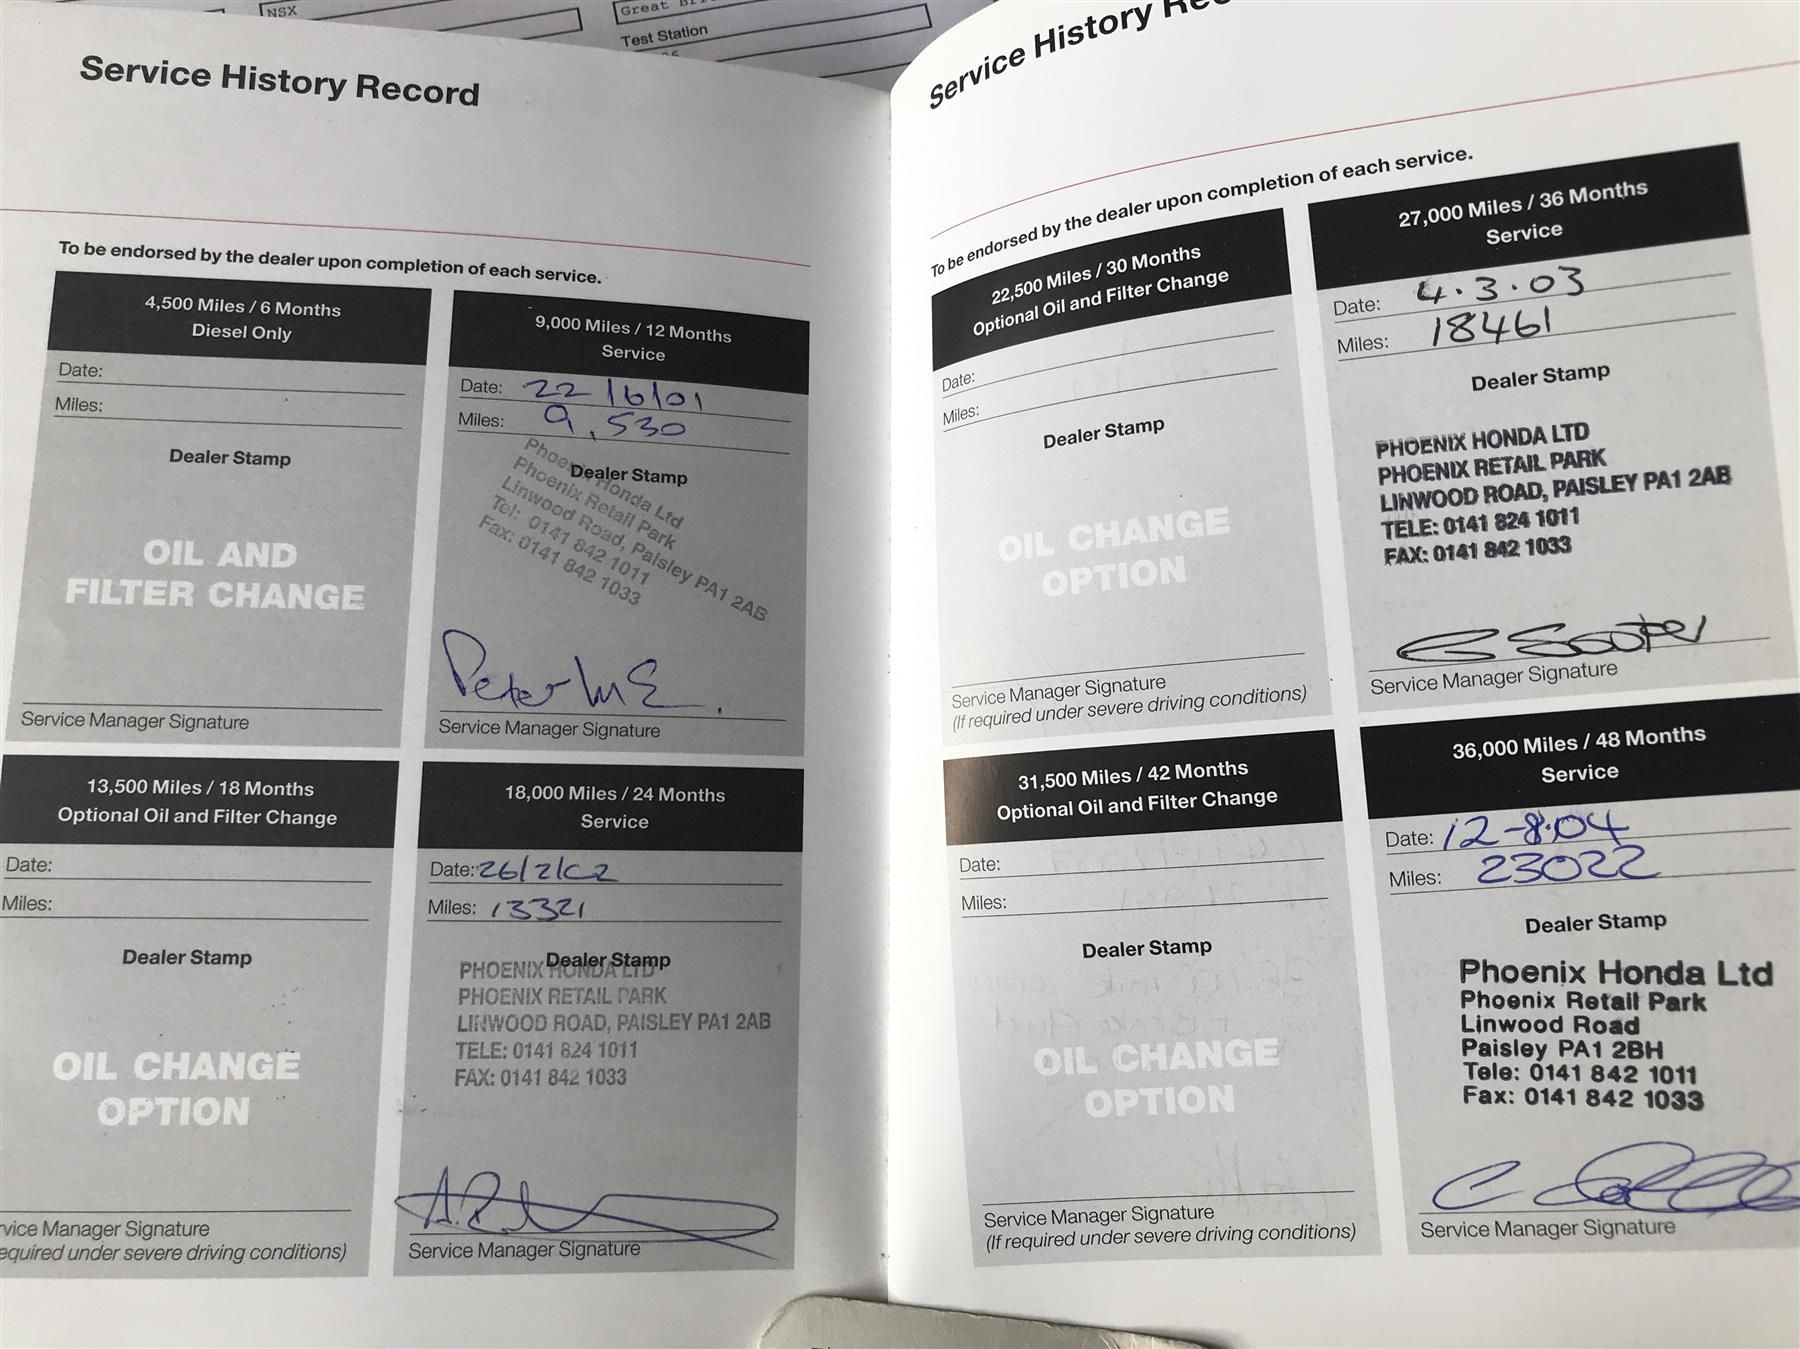 NSX
Great
Test Station
Service History Record
To be endorsed by the dealer upon completion of each service.
4,500 Miles / 6 Months
Diesel Only
Date:
Miles:
Dealer Stamp
OIL AND
FILTER CHANGE
Service Manager Signature
9,000 Miles / 12 Months
Service
Date: 22/6/01
Miles: 9,530
Dealer Stamp
Phoenix Honda Ltd
Phoenix Retail Park
Linwood Road, Paisley PA1 2AB
Tel: 0141 842 1011
Fax: 0141 842 1033
Peter
Service Manager Signature
13,500 Miles / 18 Months
Optional Oil and Filter Change
Date:
Miles:
Dealer Stamp
OIL CHANGE
OPTION
rvice Manager Signature
equired under severe driving conditions)
18,000 Miles / 24 Months
Service
Date: 26/2/02
Miles: 13321
Dealer Stamp
PHOENIX HONDA LTD
PHOENIX RETAIL PARK
LINWOOD ROAD, PAISLEY PA1 2AB
TELE: 0141 824 1011
FAX: 0141 842 1033
Service Manager Signature
Service History Reco
To be endorsed by the dealer upon completion of each service.
22,500 Miles / 30 Months
Optional Oil and Filter Change
Date:
Miles:
Dealer Stamp
OIL CHANGE
OPTION
Service Manager Signature
(If required under severe driving conditions)
27,000 Miles / 36 Months
Service
Date: 4.3.03
Miles: 18461
Dealer Stamp
PHOENIX HONDA LTD
PHOENIX RETAIL PARK
LINWOOD ROAD, PAISLEY PA1 2AB
TELE: 0141 824 1011
FAX: 0141 842 1033
Service Manager Signature
31,500 Miles / 42 Months
Optional Oil and Filter Change
Date:
Miles:
Dealer Stamp
OIL CHANGE
OPTION
Service Manager Signature
(If required under severe driving conditions)
36,000 Miles / 48 Months
Service
Date: 12-8.04
Miles: 23022
Dealer Stamp
Phoenix Honda Ltd
Phoenix Retail Park
Linwood Road
Paisley PA1 2BH
Tele: 0141 842 1011
Fax: 0141 842 1033
Service Manager Signature